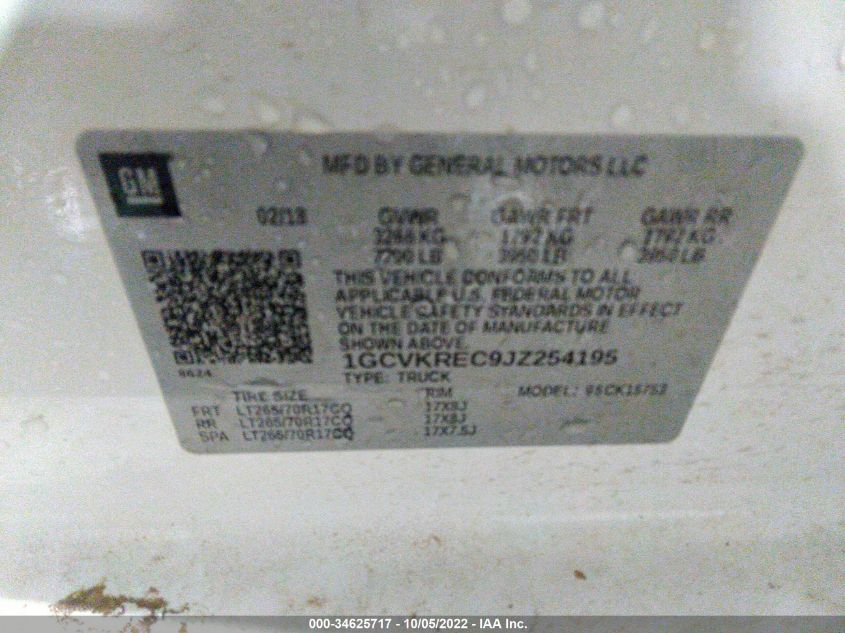 MFD BY GENERAL MOTORS LLC
GM
02/18 GVWR GAWR FRT GAWR RR
3266 KG 1792 KG 1792 KG
7200 LB 3950 LB 3950 LB
THIS VEHICLE CONFORMS TO ALL
APPLICABLE U.S. FEDERAL MOTOR
VEHICLE SAFETY STANDARDS IN EFFECT
ON THE DATE OF MANUFACTURE
SHOWN ABOVE.
1GCVKREC9JZ254195
9624
TYPE: TRUCK MODEL:
TIRE SIZE RIM
FRT LT265/70R17CQ 17X8J
RR LT265/70R17CQ 17X8J
SPA LT265/70R17CQ 17X7.5J
000-34625717 - 10/05/2022 - IAA Inc.